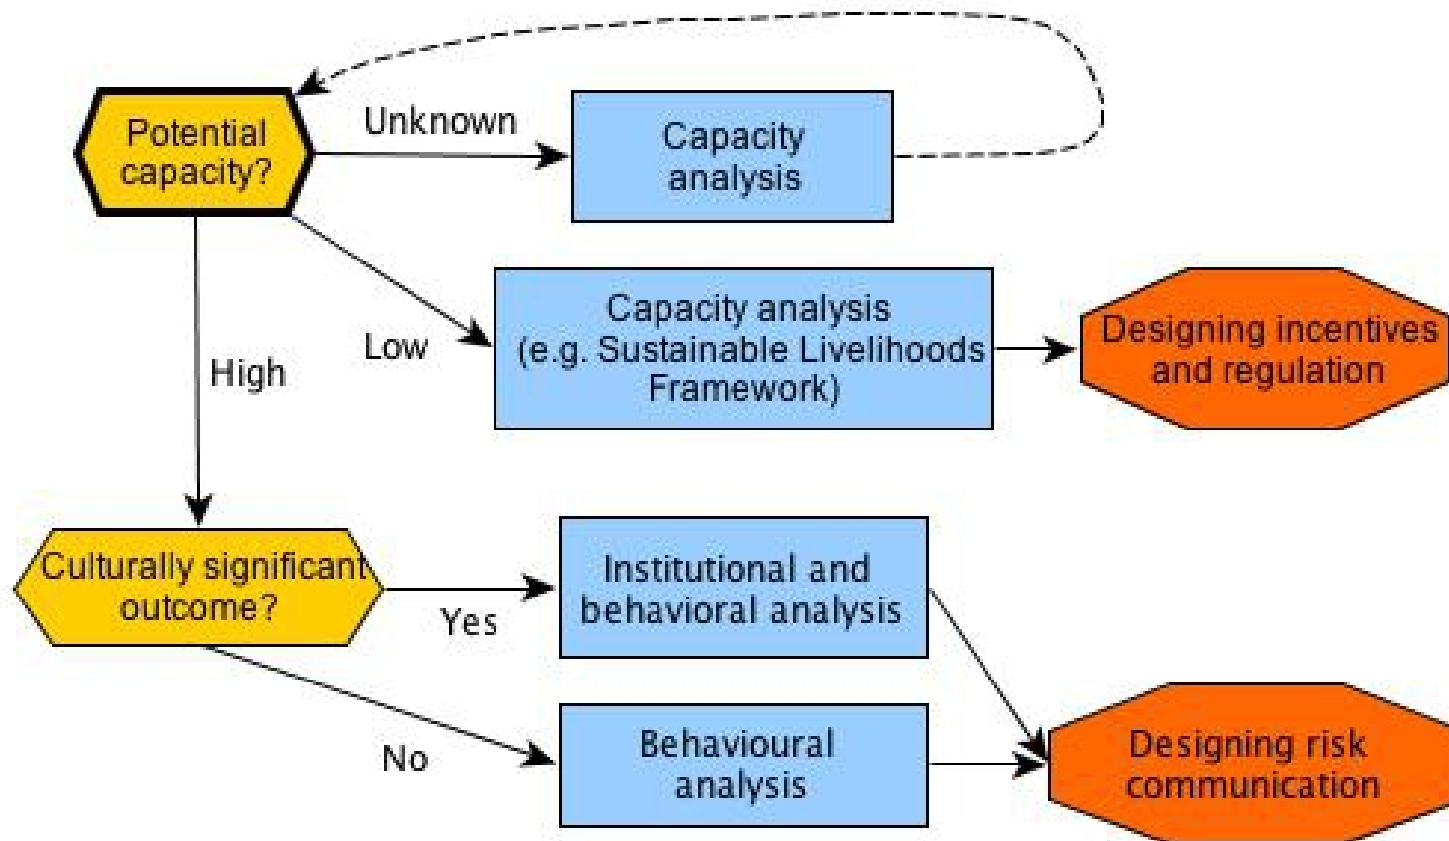 Potential
capacity?
Unknown
Capacity
analysis
Low
Capacity analysis
(e.g. Sustainable Livelihoods
Framework)
Designing incentives
and regulation
High
Culturally significant
outcome?
Yes
Institutional and
behavioral analysis
No
Behavioural
analysis
Designing risk
communication